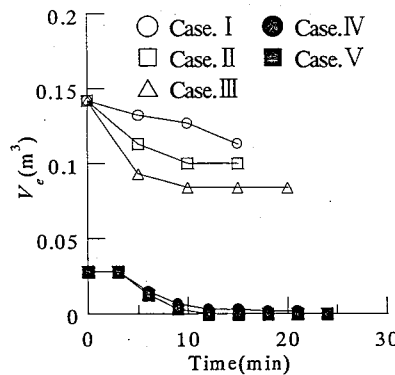 Case. I
Case. IV
Case. II
Case. V
Case. III
0.2
0.15
0.1
0.05
0
V_e (m³)
0 10 20 30
Time(min)